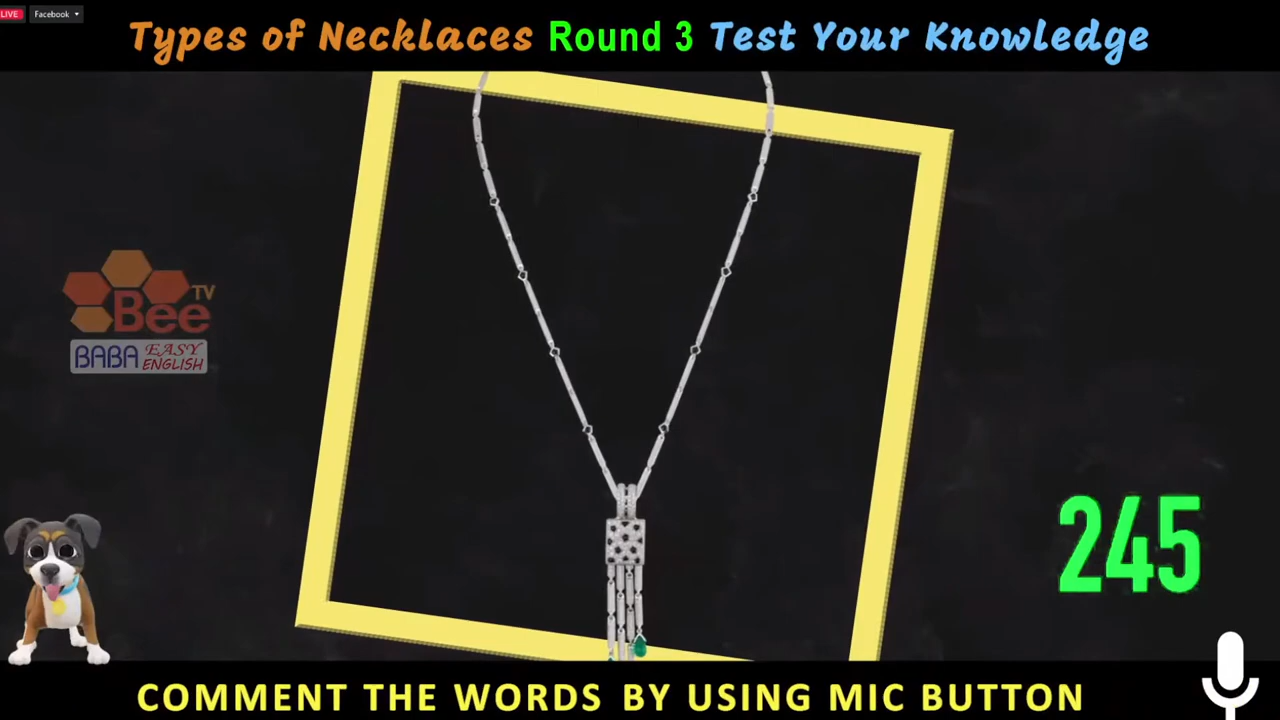 LIVE
Facebook
Types of Necklaces Round 3 Test Your Knowledge
Bee TV
BABA EASY ENGLISH
245
COMMENT THE WORDS BY USING MIC BUTTON